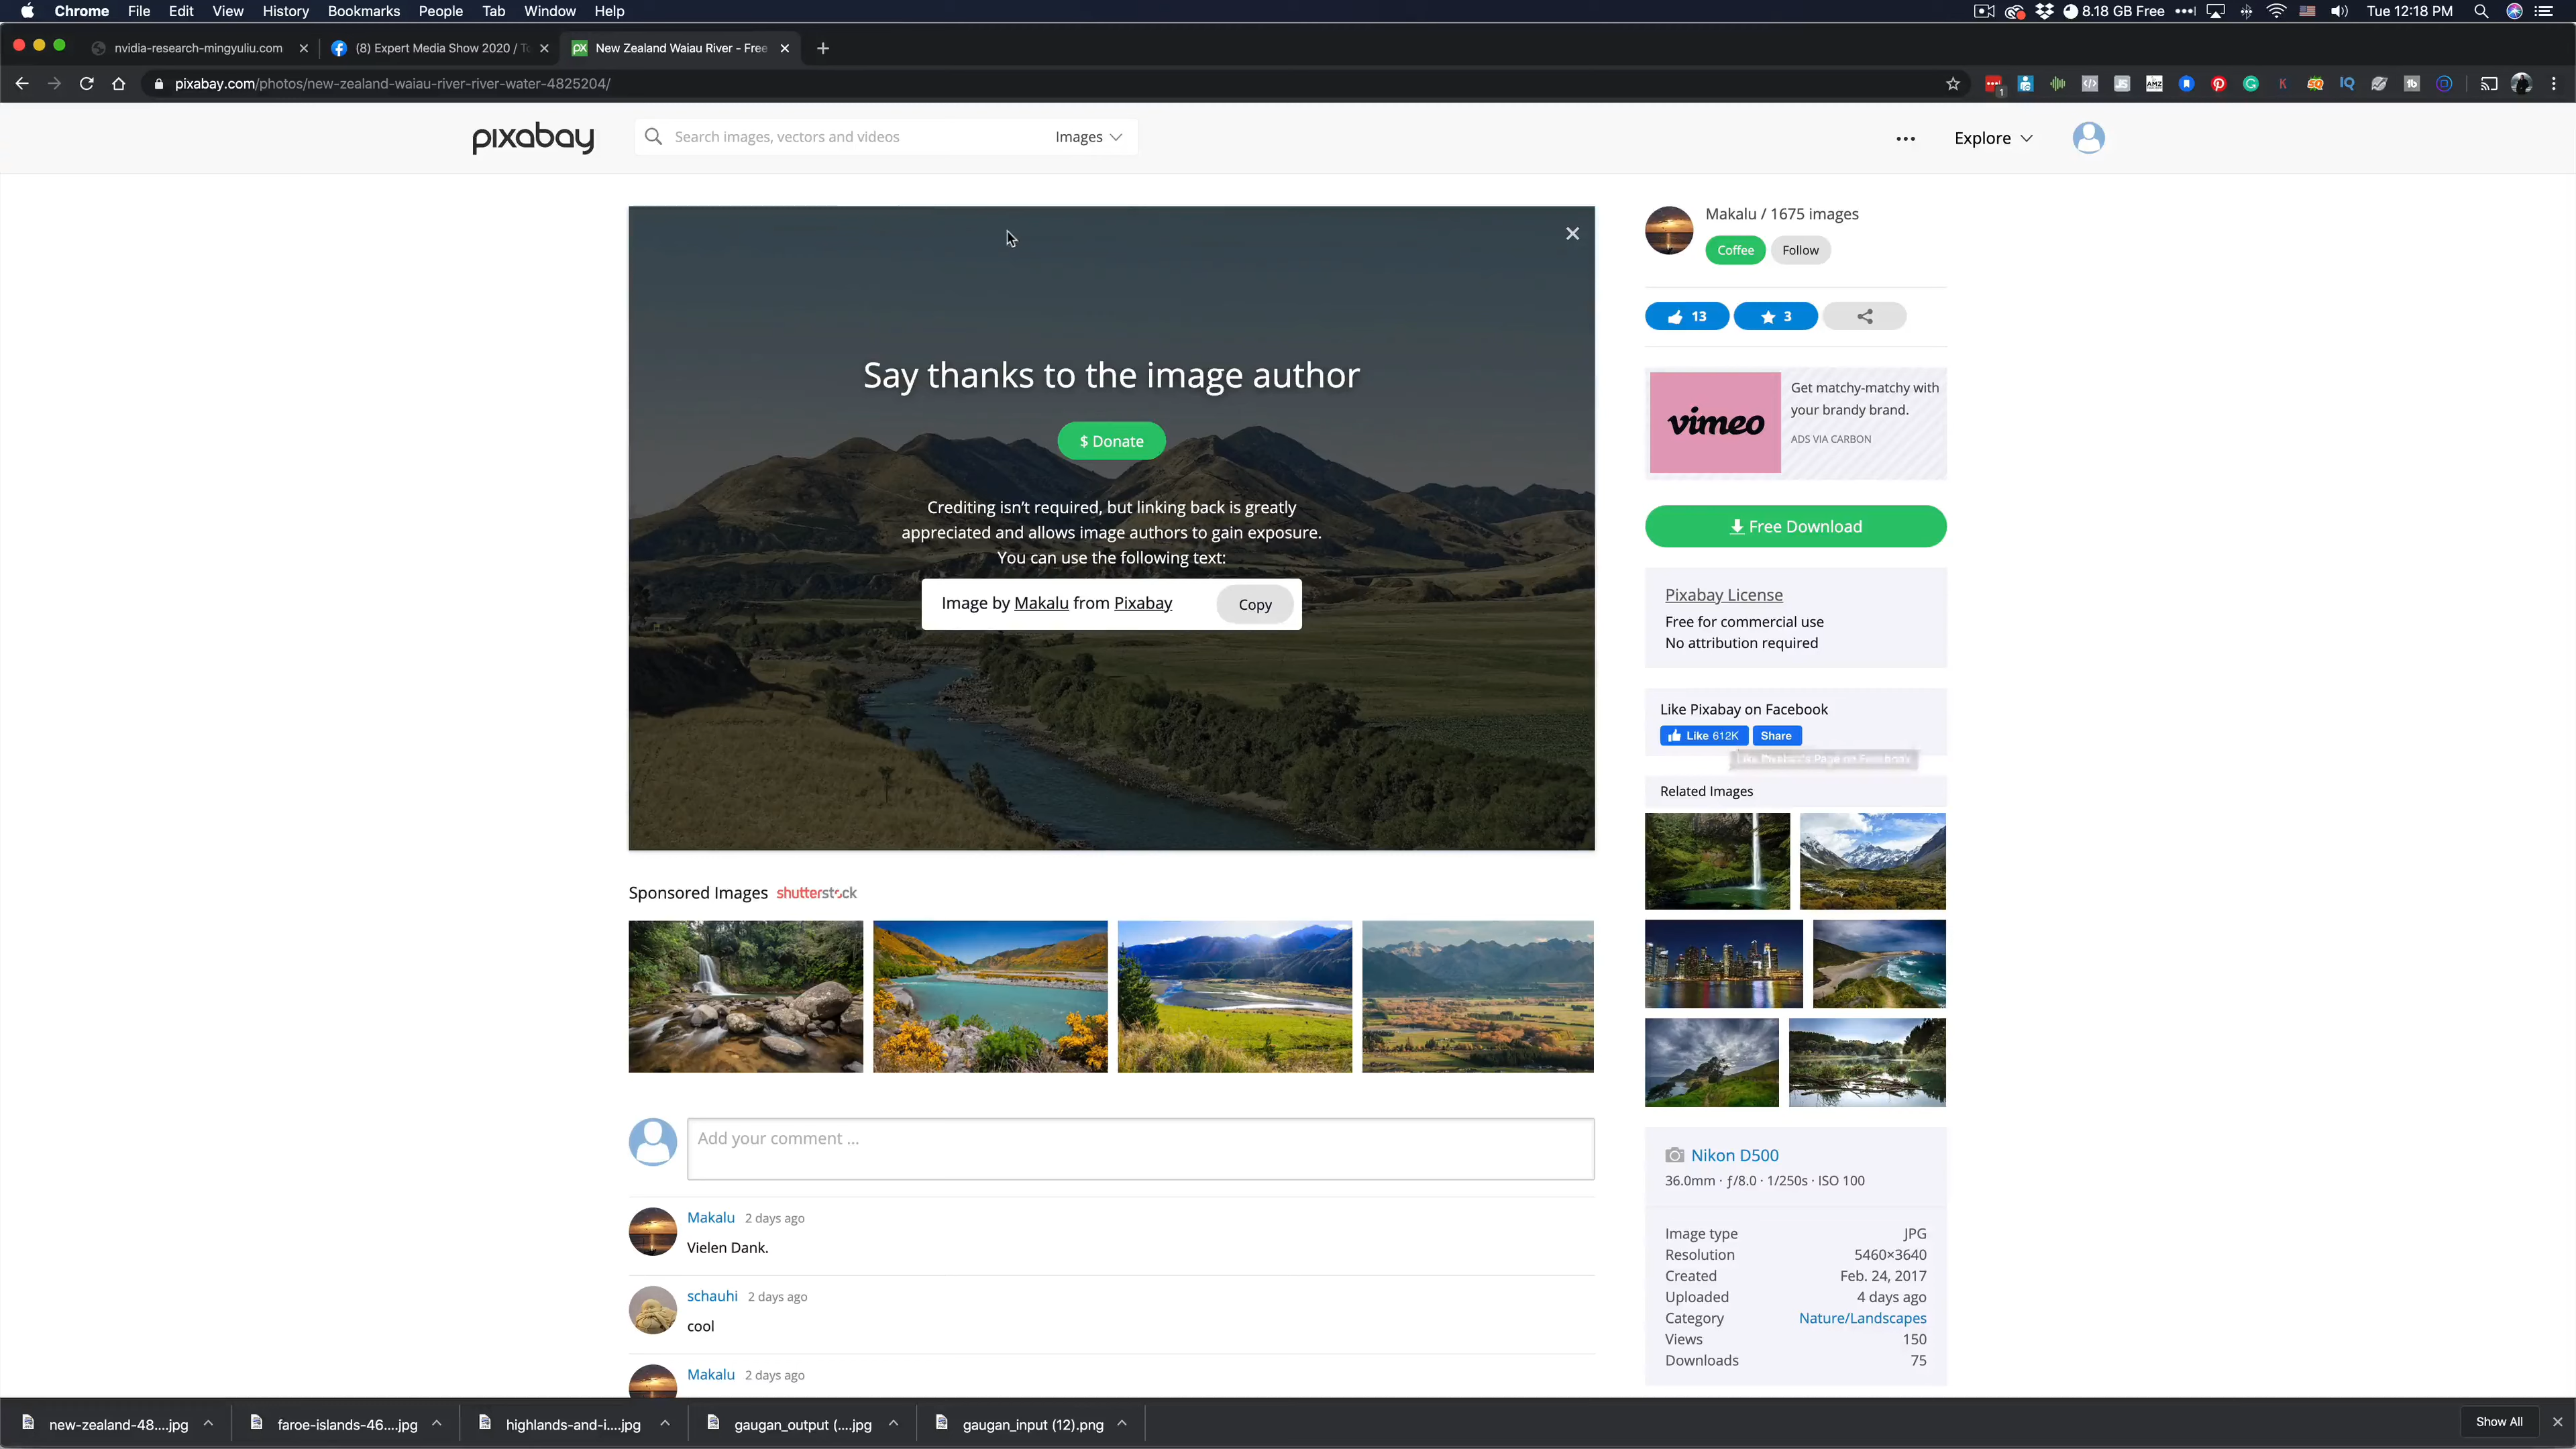 Chrome File Edit View History Bookmarks People Tab Window Help
8.18 GB Free Tue 12:18 PM
nvidia-research-mingyuliu.com
(8) Expert Media Show 2020 /
New Zealand Waiau River - Free
pixabay.com/photos/new-zealand-waiau-river-river-water-4825204/
pixabay
Search images, vectors and videos
Images
Explore
Say thanks to the image author
$ Donate
Crediting isn't required, but linking back is greatly
appreciated and allows image authors to gain exposure.
You can use the following text:
Image by Makalu from Pixabay
Copy
Makalu / 1675 images
Coffee Follow
13 3
vimeo
Get matchy-matchy with
your brandy brand.
ADS VIA CARBON
Free Download
Pixabay License
Free for commercial use
No attribution required
Like Pixabay on Facebook
Like 612K Share
Related Images
Sponsored Images shutterstock
Add your comment ...
Makalu 2 days ago
Vielen Dank.
schauhi 2 days ago
cool
Makalu 2 days ago
Nikon D500
36.0mm · ƒ/8.0 · 1/250s · ISO 100
Image type JPG
Resolution 5460×3640
Created Feb. 24, 2017
Uploaded 4 days ago
Category Nature/Landscapes
Views 150
Downloads 75
new-zealand-48....jpg
faroe-islands-46....jpg
highlands-and-i....jpg
gaugan_output (....jpg
gaugan_input (12).png
Show All